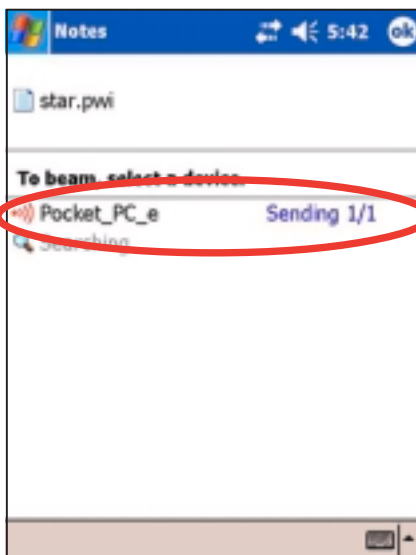 Notes 5:42 ok
star.pwi
To beam, select a device.
Pocket_PC_e Sending 1/1
Searching